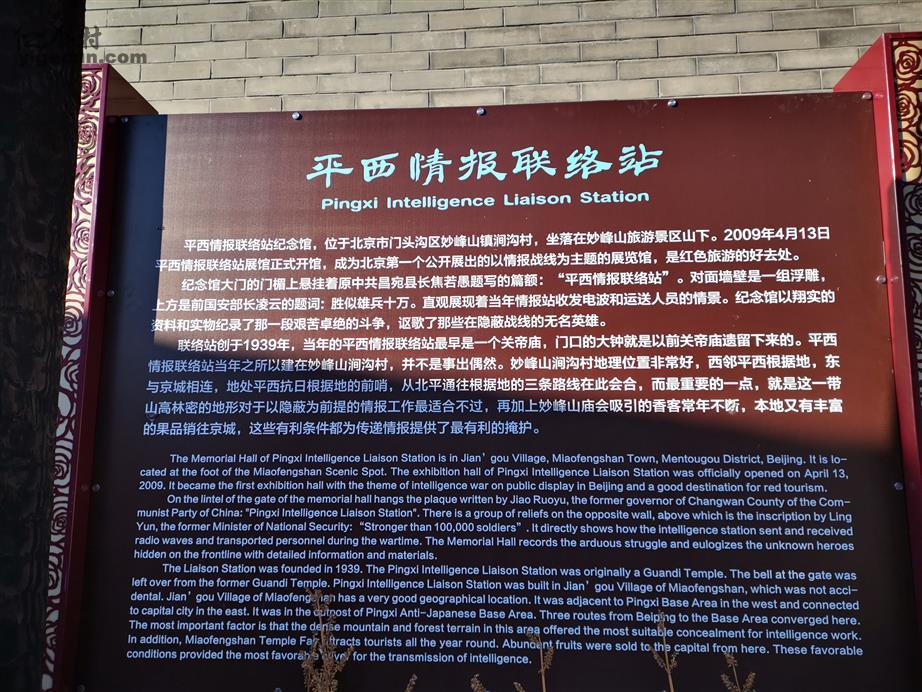 亿个村
yigecun.com
平西情报联络站
Pingxi Intelligence Liaison Station
平西情报联络站纪念馆，位于北京市门头沟区妙峰山镇涧沟村，坐落在妙峰山旅游景区山下。2009年4月13日
平西情报联络站展馆正式开馆，成为北京第一个公开展出的以情报战线为主题的展览馆，是红色旅游的好去处。
纪念馆大门的门楣上悬挂着原中共昌宛县长焦若愚题写的篇额：“平西情报联络站”。对面墙壁是一组浮雕，
上方是前国安部长凌云的题词：胜似雄兵十万。直观展现着当年情报站收发电波和运送人员的情景。纪念馆以翔实的
资料和实物纪录了那一段艰苦卓绝的斗争，讴歌了那些在隐蔽战线的无名英雄。
联络站创于1939年，当年的平西情报联络站最早是一个关帝庙，门口的大钟就是以前关帝庙遗留下来的。平西
情报联络站当年之所以建在妙峰山涧沟村，并不是事出偶然。妙峰山涧沟村地理位置非常好，西邻平西根据地，东
与京城相连，地处平西抗日根据地的前哨，从北平通往根据地的三条路线在此会合，而最重要的一点，就是这一带
山高林密的地形对于以隐蔽为前提的情报工作最适合不过，再加上妙峰山庙会吸引的香客常年不断，本地又有丰富
的果品销往京城，这些有利条件都为传递情报提供了最有利的掩护。
The Memorial Hall of Pingxi Intelligence Liaison Station is in Jian’gou Village, Miaofengshan Town, Mentougou District, Beijing. It is lo-
cated at the foot of the Miaofengshan Scenic Spot. The exhibition hall of Pingxi Intelligence Liaison Station was officially opened on April 13,
2009. It became the first exhibition hall with the theme of intelligence war on public display in Beijing and a good destination for red tourism.
On the lintel of the gate of the memorial hall hangs the plaque written by Jiao Ruoyu, the former governor of Changwan County of the Com-
munist Party of China: "Pingxi Intelligence Liaison Station". There is a group of reliefs on the opposite wall, above which is the inscription by Ling
Yun, the former Minister of National Security: “Stronger than 100,000 soldiers”. It directly shows how the intelligence station sent and received
radio waves and transported personnel during the wartime. The Memorial Hall records the arduous struggle and eulogizes the unknown heroes
hidden on the frontline with detailed information and materials.
The Liaison Station was founded in 1939. The Pingxi Intelligence Liaison Station was originally a Guandi Temple. The bell at the gate was
left over from the former Guandi Temple. Pingxi Intelligence Liaison Station was built in Jian’gou Village of Miaofengshan, which was not acci-
dental. Jian’gou Village of Miaofengshan has a very good geographical location. It was adjacent to Pingxi Base Area in the west and connected
to capital city in the east. It was in the outpost of Pingxi Anti-Japanese Base Area. Three routes from Beiping to the Base Area converged here.
The most important factor is that the dense mountain and forest terrain in this area offered the most suitable concealment for intelligence work.
In addition, Miaofengshan Temple Fair attracts tourists all the year round. Abundant fruits were sold to the capital from here. These favorable
conditions provided the most favorable cover for the transmission of intelligence.